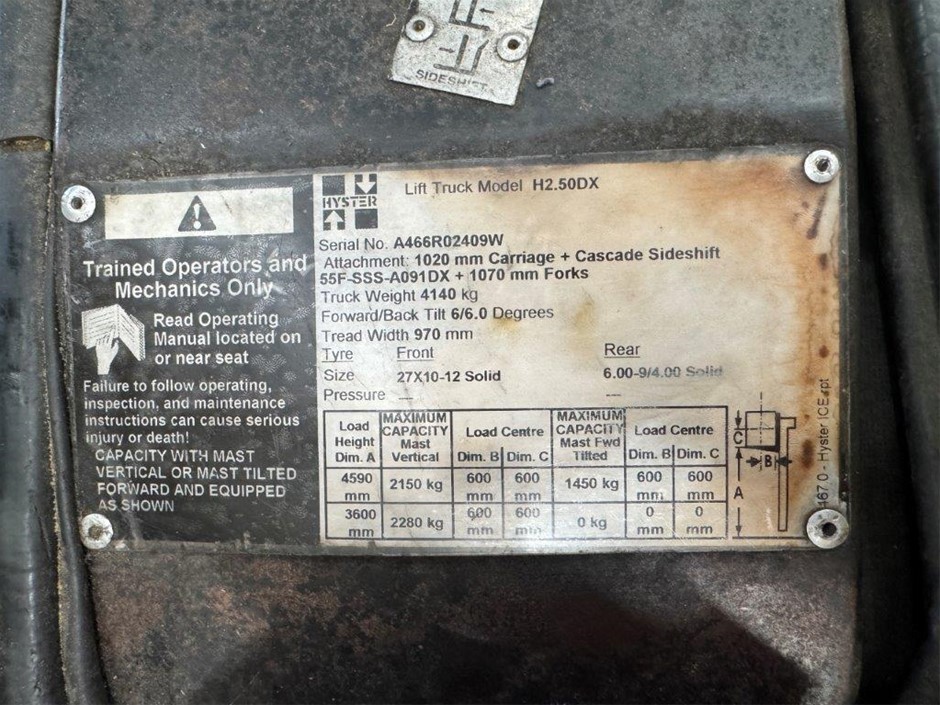 SIDESHIFT
HYSTER
Lift Truck Model H2.50DX
Serial No. A466R02409W
Attachment: 1020 mm Carriage + Cascade Sideshift
55F-SSS-A091DX + 1070 mm Forks
Truck Weight 4140 kg
Forward/Back Tilt 6/6.0 Degrees
Tread Width 970 mm
Tyre Front Rear
Size 27X10-12 Solid 6.00-9/4.00 Solid
Pressure — —
Trained Operators and
Mechanics Only
Read Operating
Manual located on
or near seat
Failure to follow operating,
inspection, and maintenance
instructions can cause serious
injury or death!
CAPACITY WITH MAST
VERTICAL OR MAST TILTED
FORWARD AND EQUIPPED
AS SHOWN
Load
Height
Dim. A
MAXIMUM
CAPACITY
Mast
Vertical
Load Centre
Dim. B Dim. C
MAXIMUM
CAPACITY
Mast Fwd
Tilted
Load Centre
Dim. B Dim. C
4590 mm 2150 kg 600 mm 600 mm 1450 kg 600 mm 600 mm
3600 mm 2280 kg 600 mm 600 mm 0 kg 0 mm 0 mm
C
B
A
467 0 - Hyster ICE.rpt